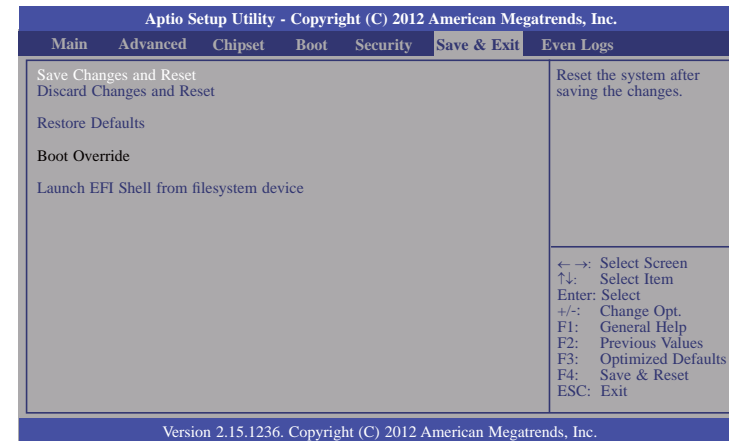 Aptio Setup Utility - Copyright (C) 2012 American Megatrends, Inc.
Main Advanced Chipset Boot Security Save & Exit Even Logs
Save Changes and Reset
Discard Changes and Reset
Restore Defaults
Boot Override
Launch EFI Shell from filesystem device
Reset the system after
saving the changes.
←→: Select Screen
↑↓: Select Item
Enter: Select
+/-: Change Opt.
F1: General Help
F2: Previous Values
F3: Optimized Defaults
F4: Save & Reset
ESC: Exit
Version 2.15.1236. Copyright (C) 2012 American Megatrends, Inc.